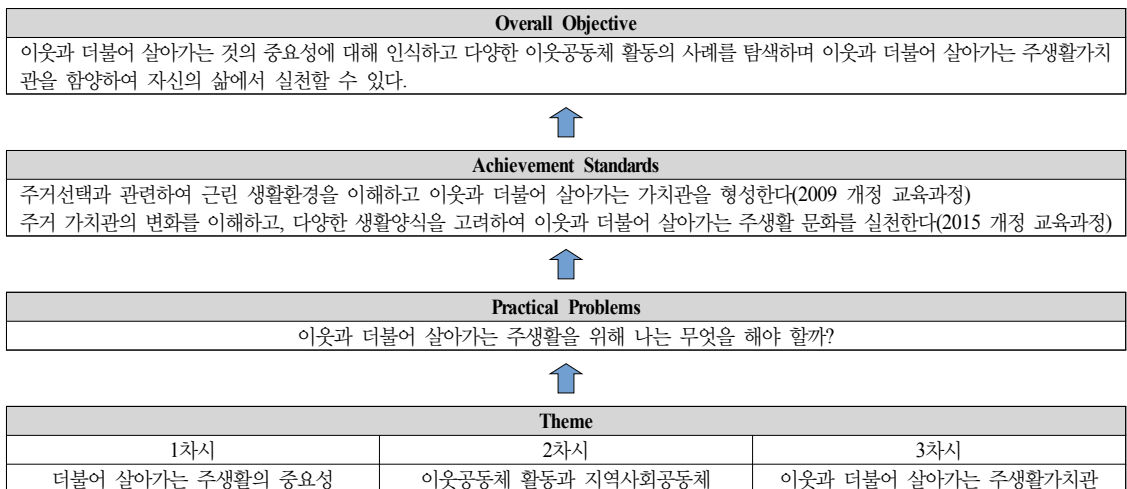 Overall Objective
이웃과 더불어 살아가는 것의 중요성에 대해 인식하고 다양한 이웃공동체 활동의 사례를 탐색하며 이웃과 더불어 살아가는 주생활가치
관을 함양하여 자신의 삶에서 실천할 수 있다.
Achievement Standards
주거선택과 관련하여 근린 생활환경을 이해하고 이웃과 더불어 살아가는 가치관을 형성한다(2009 개정 교육과정)
주거 가치관의 변화를 이해하고, 다양한 생활양식을 고려하여 이웃과 더불어 살아가는 주생활 문화를 실천한다(2015 개정 교육과정)
Practical Problems
이웃과 더불어 살아가는 주생활을 위해 나는 무엇을 해야 할까?
Theme
1차시 2차시 3차시
더불어 살아가는 주생활의 중요성 이웃공동체 활동과 지역사회공동체 이웃과 더불어 살아가는 주생활가치관